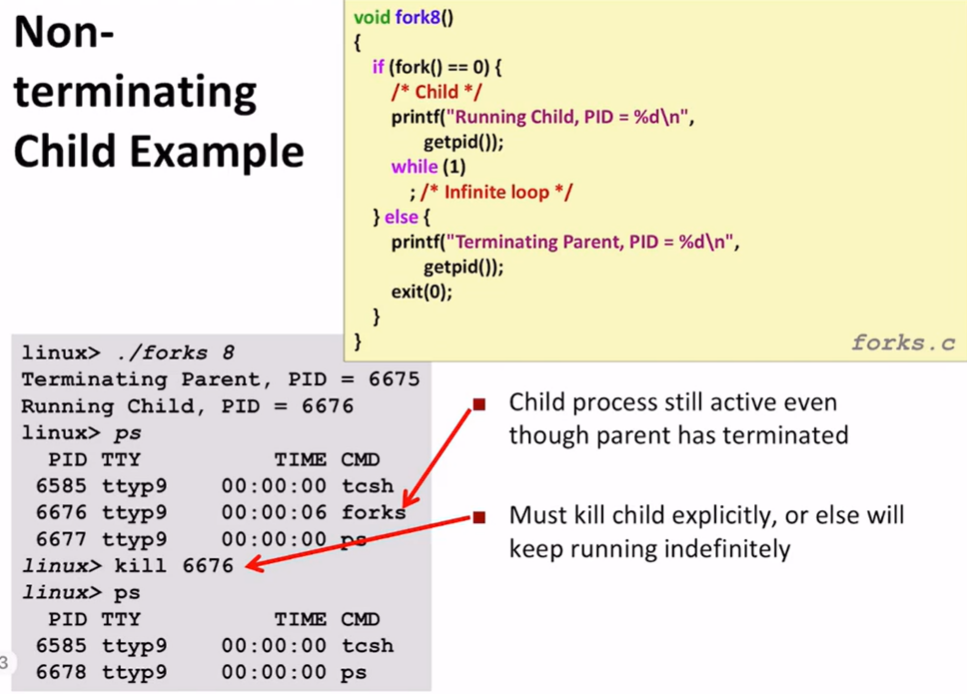 Non-
terminating
Child Example
void fork8()
{
if (fork() == 0) {
/* Child */
printf("Running Child, PID = %d\n",
getpid());
while (1)
; /* Infinite loop */
} else {
printf("Terminating Parent, PID = %d\n",
getpid());
exit(0);
}
}
forks.c
linux> ./forks 8
Terminating Parent, PID = 6675
Running Child, PID = 6676
linux> ps
PID TTY TIME CMD
6585 ttyp9 00:00:00 tcsh
6676 ttyp9 00:00:06 forks
6677 ttyp9 00:00:00 ps
linux> kill 6676
linux> ps
PID TTY TIME CMD
6585 ttyp9 00:00:00 tcsh
6678 ttyp9 00:00:00 ps
■ Child process still active even
though parent has terminated
■ Must kill child explicitly, or else will
keep running indefinitely
3